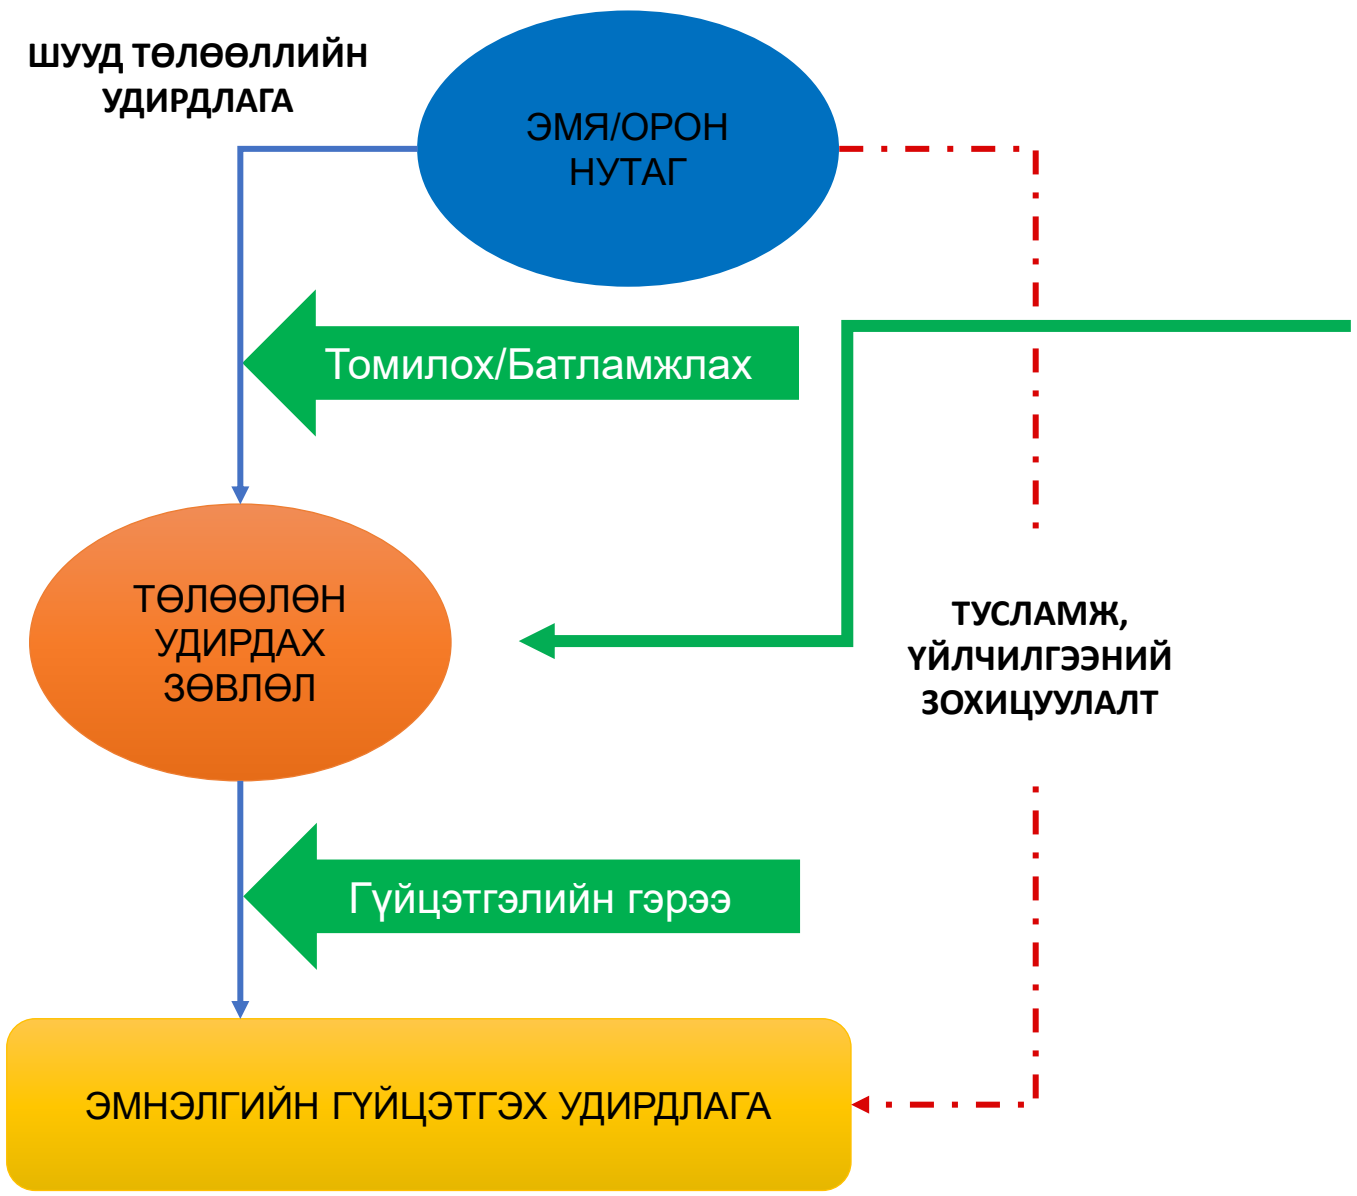 ШУУД ТӨЛӨӨЛЛИЙН
УДИРДЛАГА
ЭМЯ/ОРОН
НУТАГ
Томилох/Батламжлах
ТӨЛӨӨЛӨН
УДИРДАХ
ЗӨВЛӨЛ
ТУСЛАМЖ,
ҮЙЛЧИЛГЭЭНИЙ
ЗОХИЦУУЛАЛТ
Гүйцэтгэлийн гэрээ
ЭМНЭЛГИЙН ГҮЙЦЭТГЭХ УДИРДЛАГА